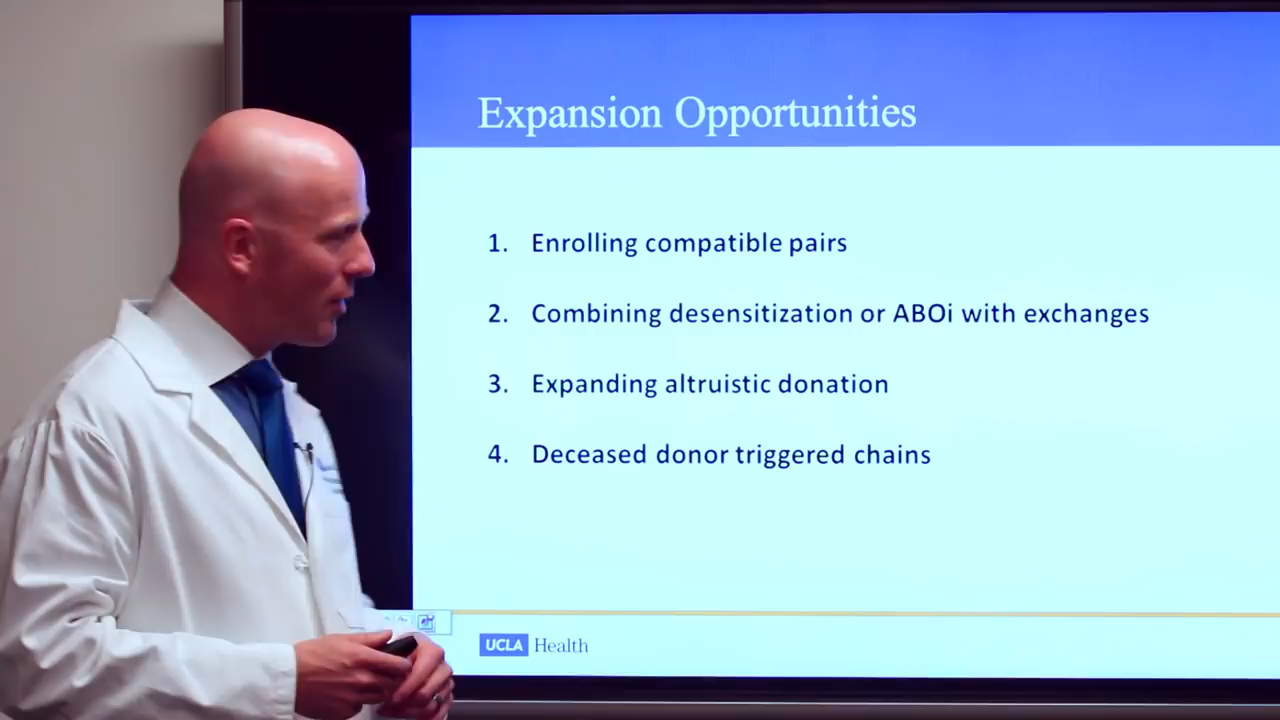 Expansion Opportunities
1. Enrolling compatible pairs
2. Combining desensitization or ABOi with exchanges
3. Expanding altruistic donation
4. Deceased donor triggered chains
UCLA Health